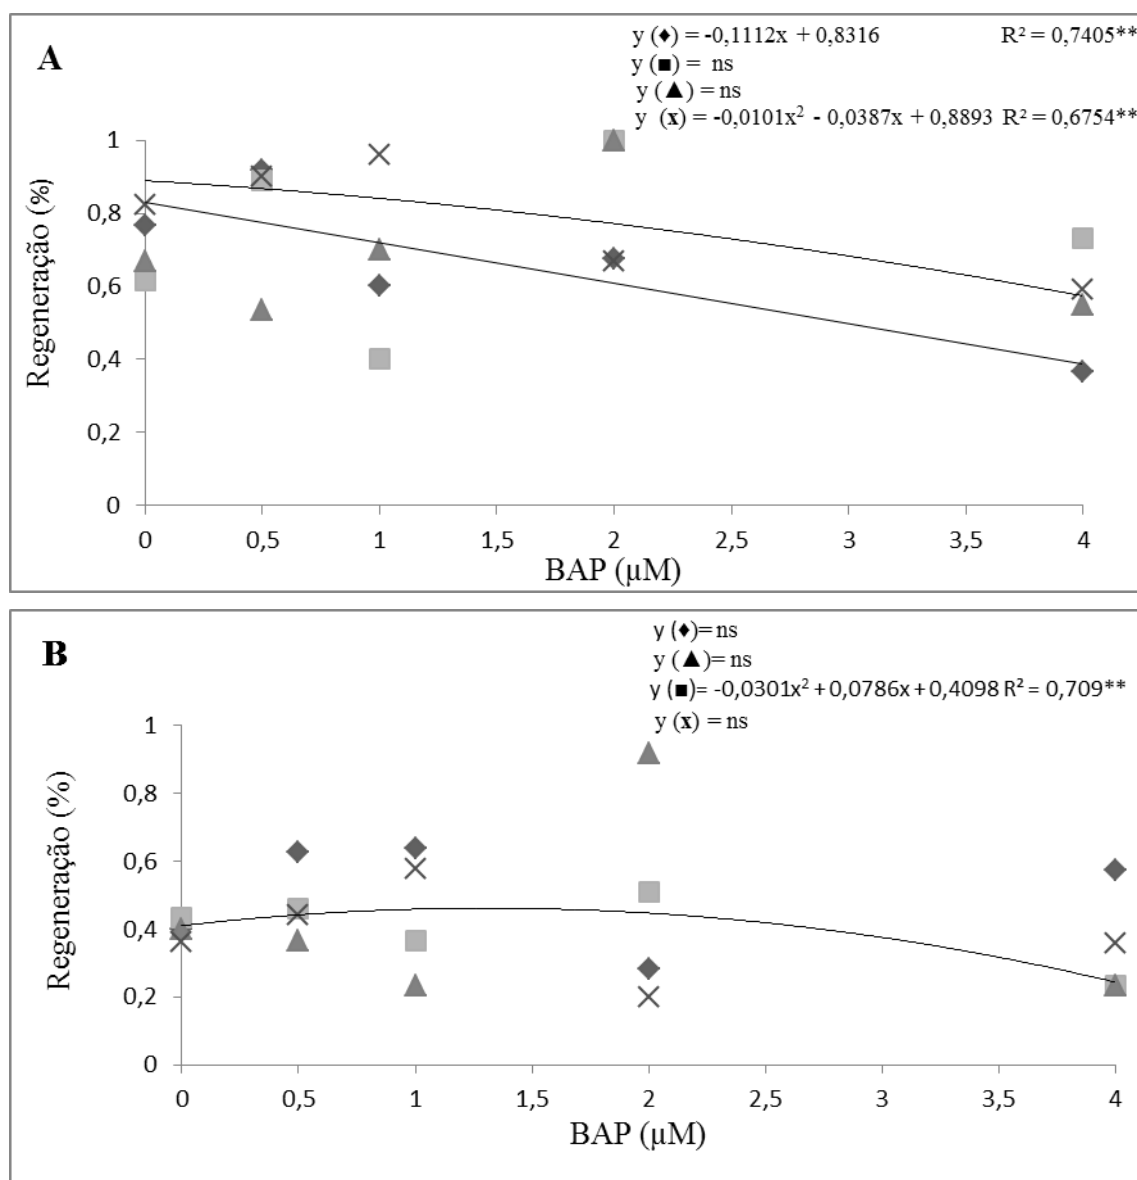 A
y (♦) = -0,1112x + 0,8316 R² = 0,7405**
y (■) = ns
y (▲) = ns
y (x) = -0,0101x² - 0,0387x + 0,8893 R² = 0,6754**
1
0,8
0,6
0,4
0,2
0
Regeneração (%)
0 0,5 1 1,5 2 2,5 3 3,5 4
BAP (µM)
B
y (♦)= ns
y (▲)= ns
y (■)= -0,0301x² + 0,0786x + 0,4098 R² = 0,709**
y (x) = ns
1
0,8
0,6
0,4
0,2
0
Regeneração (%)
0 0,5 1 1,5 2 2,5 3 3,5 4
BAP (µM)